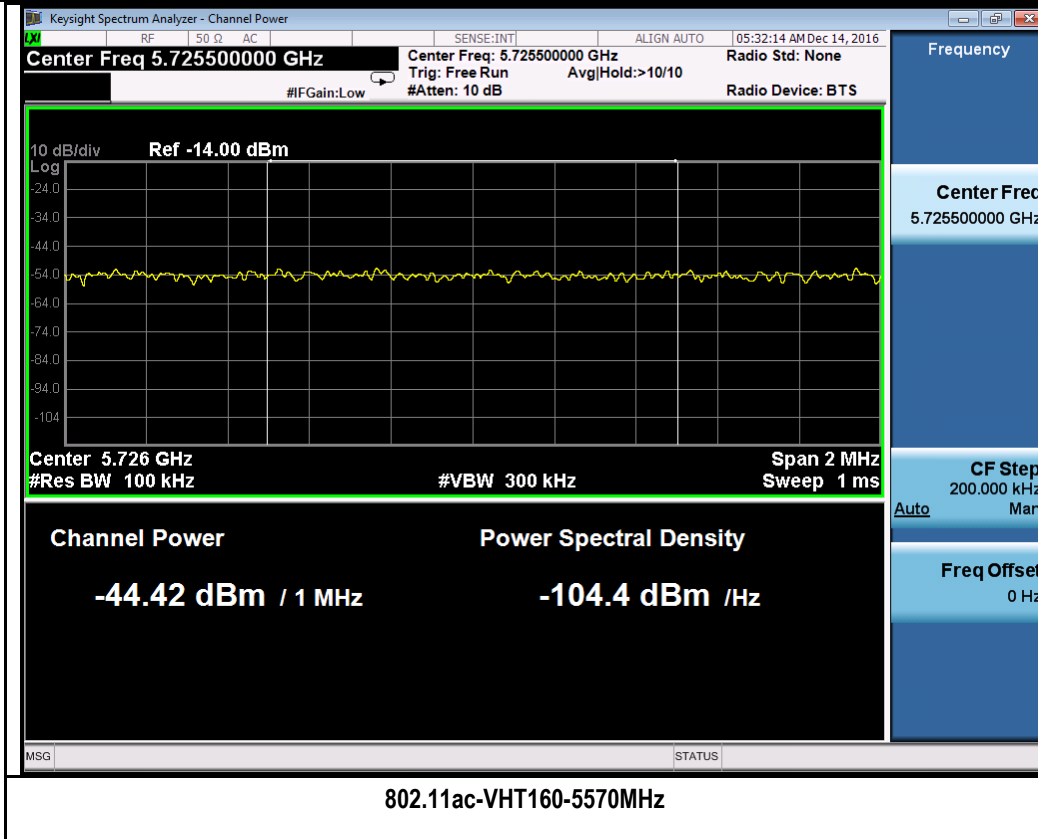 Keysight Spectrum Analyzer - Channel Power
LXI RF 50 Ω AC SENSE:INT ALIGN AUTO 05:32:14 AM Dec 14, 2016
Center Freq 5.725500000 GHz
Center Freq: 5.725500000 GHz
Radio Std: None
Trig: Free Run Avg|Hold:>10/10
#IFGain:Low
#Atten: 10 dB
Radio Device: BTS
Frequency
10 dB/div Ref -14.00 dBm
Log
-24.0
-34.0
-44.0
-54.0
-64.0
-74.0
-84.0
-94.0
-104
Center 5.726 GHz
Span 2 MHz
#Res BW 100 kHz
#VBW 300 kHz
Sweep 1 ms
Center Freq
5.725500000 GHz
CF Step
200.000 kHz
Auto Man
Freq Offset
0 Hz
Channel Power
Power Spectral Density
-44.42 dBm / 1 MHz
-104.4 dBm /Hz
MSG
STATUS
802.11ac-VHT160-5570MHz